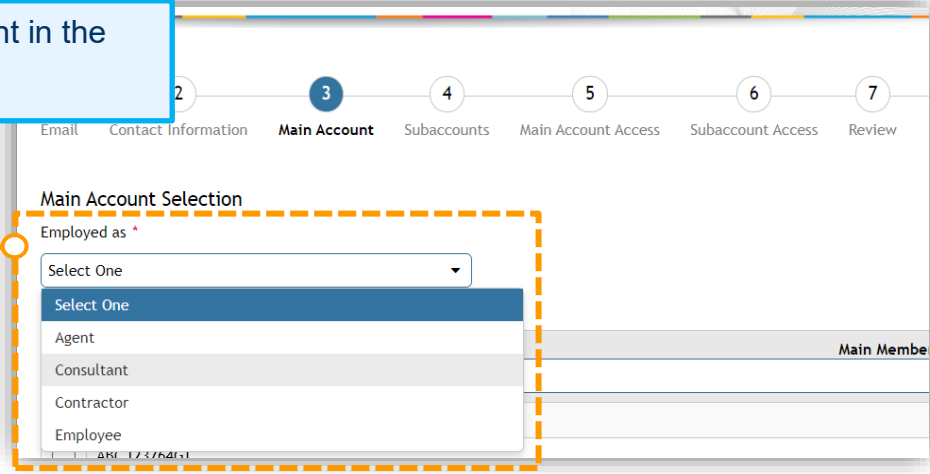 nt in the
2
3
4
5
6
7
Email
Contact Information
Main Account
Subaccounts
Main Account Access
Subaccount Access
Review
Main Account Selection
Employed as *
Select One
Select One
Agent
Main Membe
Consultant
Contractor
Employee